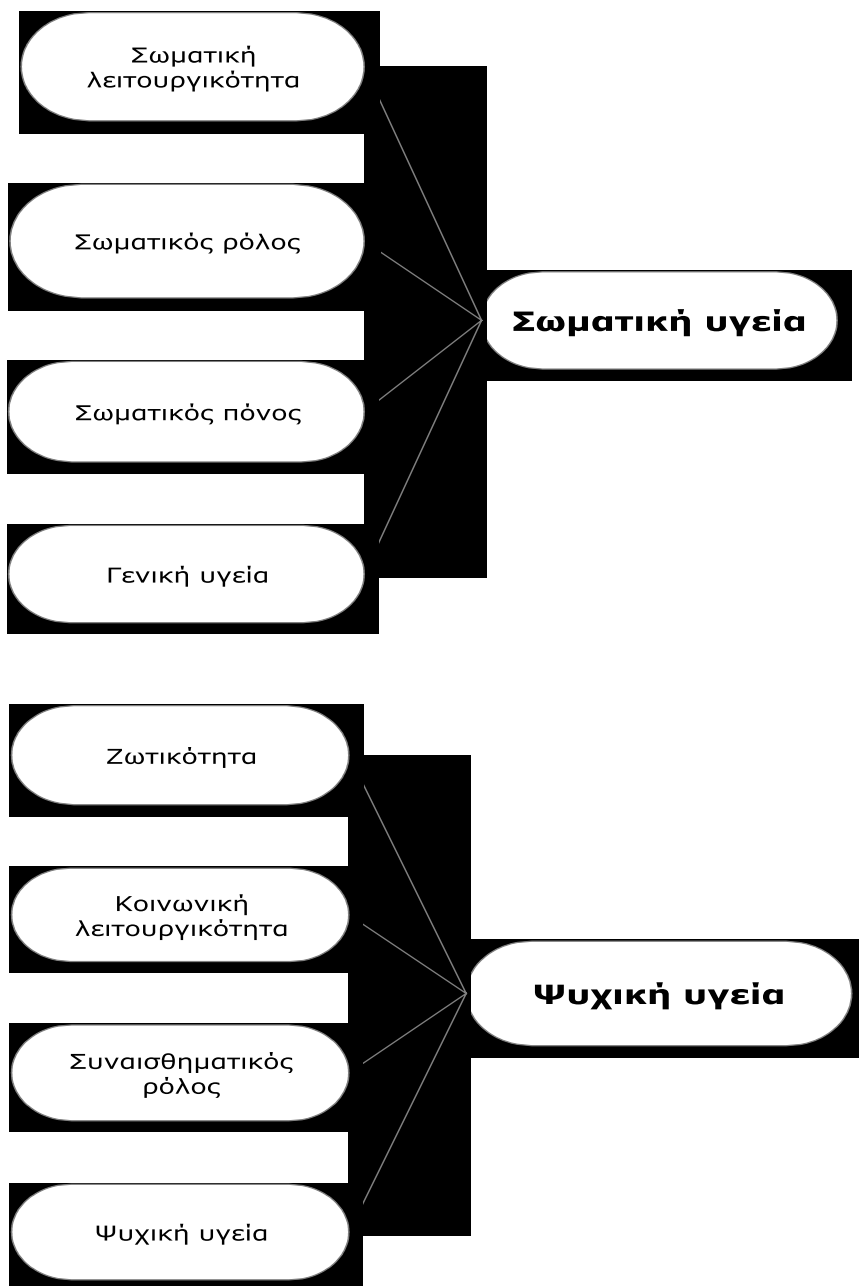 Σωματική
λειτουργικότητα
Σωματικός ρόλος
Σωματικός πόνος
Γενική υγεία
Σωματική υγεία
Ζωτικότητα
Κοινωνική
λειτουργικότητα
Συναισθηματικός
ρόλος
Ψυχική υγεία
Ψυχική υγεία